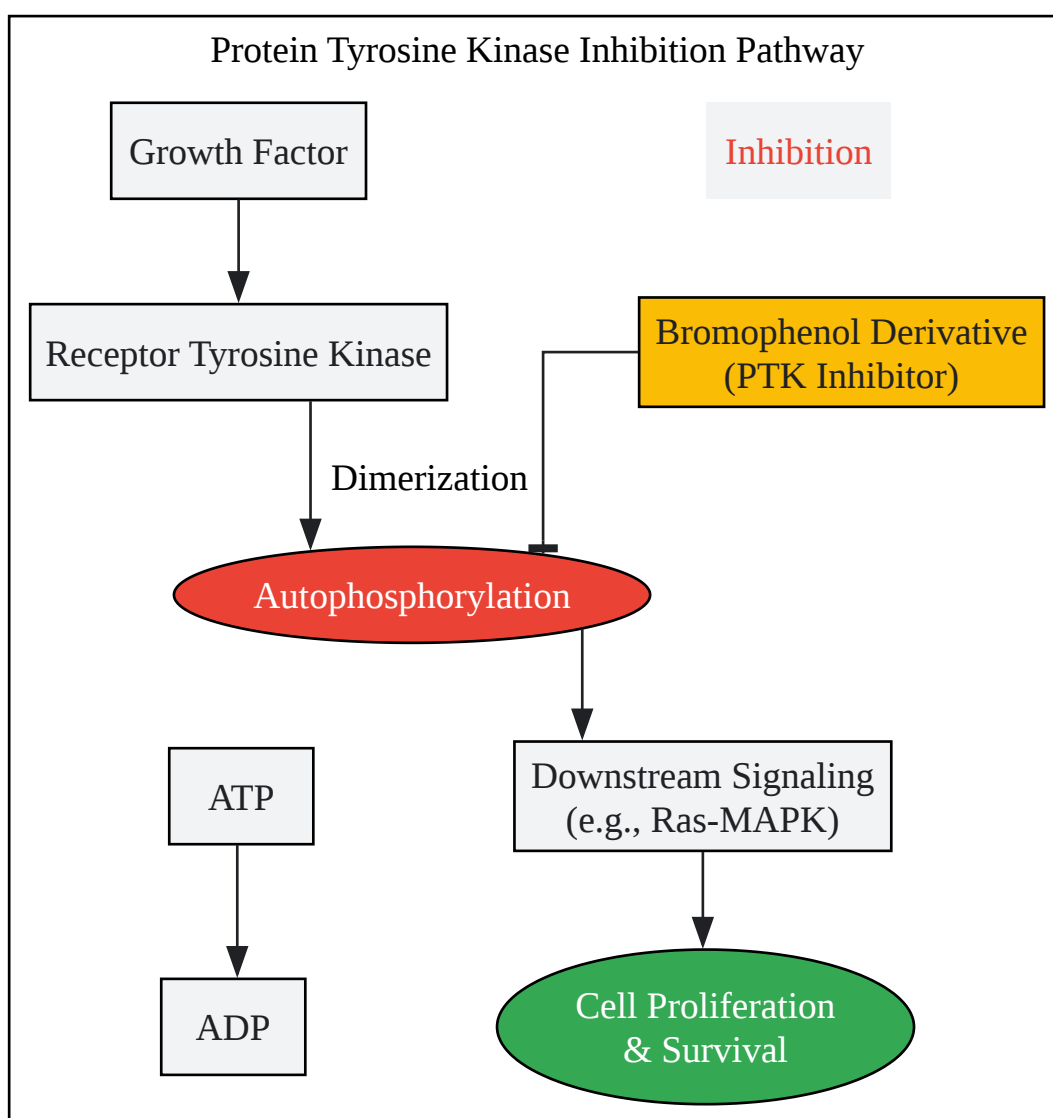 Protein Tyrosine Kinase Inhibition Pathway
Growth Factor
Inhibition
Receptor Tyrosine Kinase
Bromophenol Derivative
(PTK Inhibitor)
Dimerization
Autophosphorylation
ATP
Downstream Signaling
(e.g., Ras-MAPK)
ADP
Cell Proliferation
& Survival